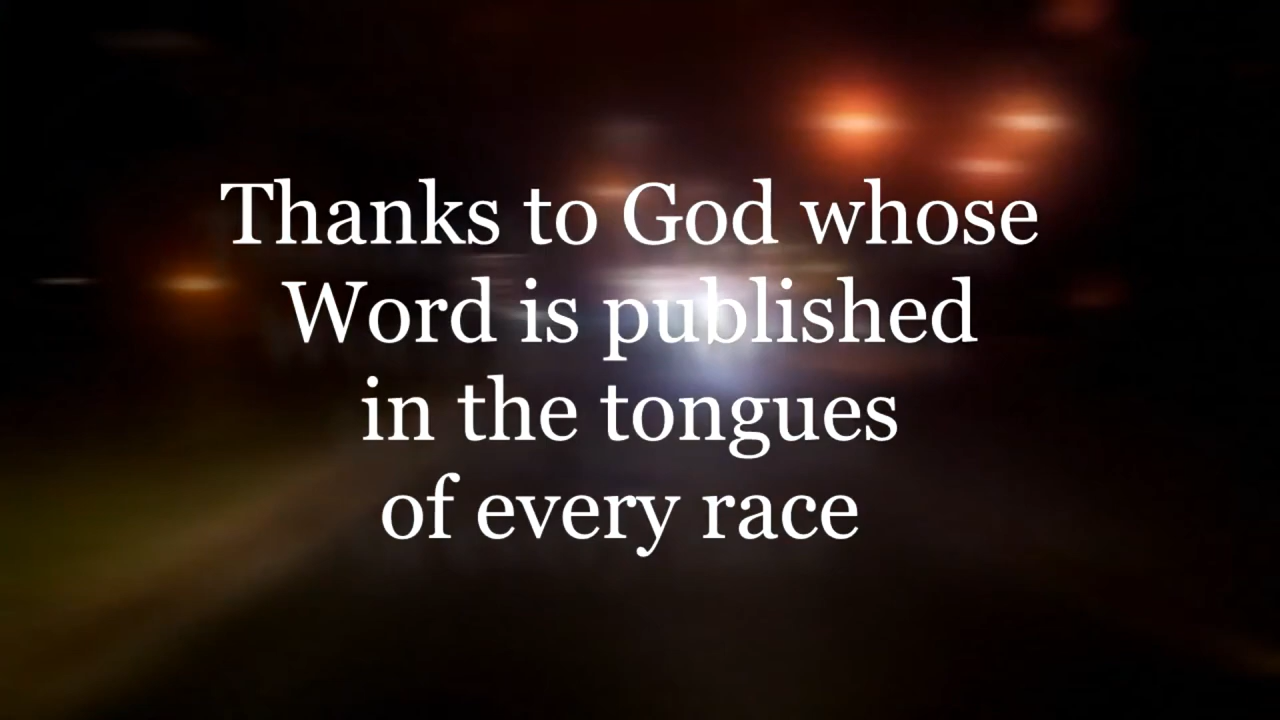 Thanks to God whose
Word is published
in the tongues
of every race